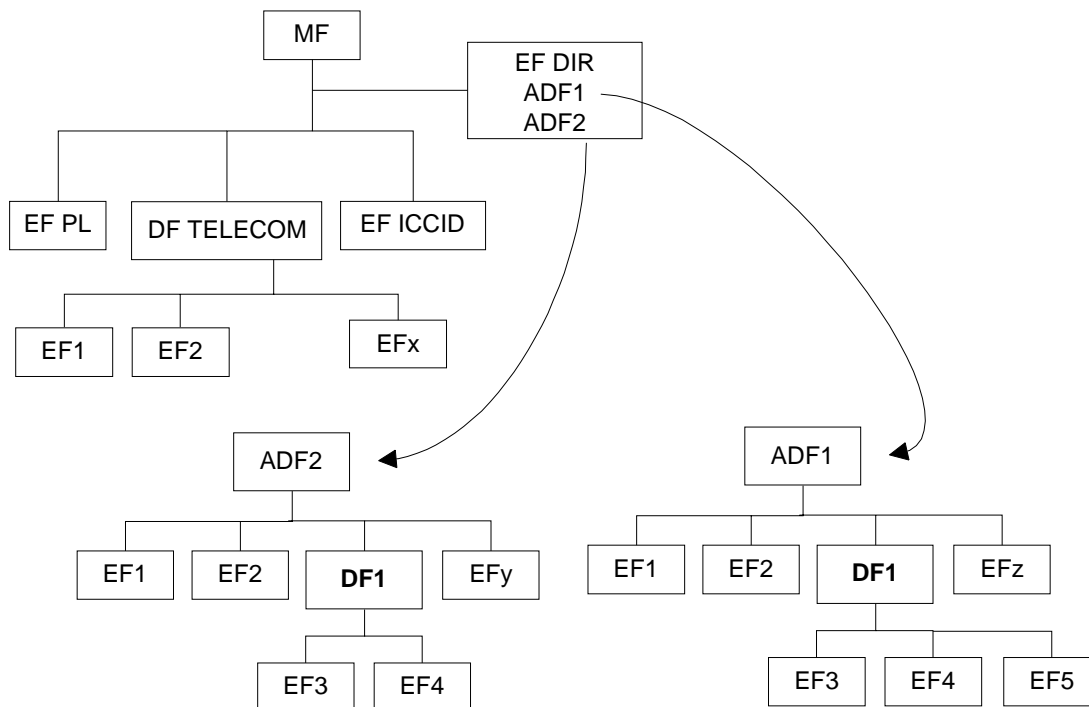 MF
EF DIR
ADF1
ADF2
EF PL
DF TELECOM
EF ICCID
EF1
EF2
EFx
ADF2
ADF1
EF1
EF2
DF1
EFy
EF1
EF2
DF1
EFz
EF3
EF4
EF3
EF4
EF5